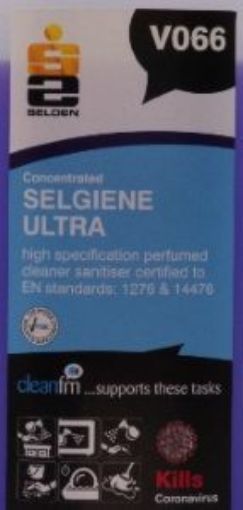 V066
SELDEN
Concentrated
SELGIENE
ULTRA
high specification perfumed
cleaner sanitiser certified to
EN standards: 1276 & 14476
cleanfm ...supports these tasks
Kills
Coronavirus